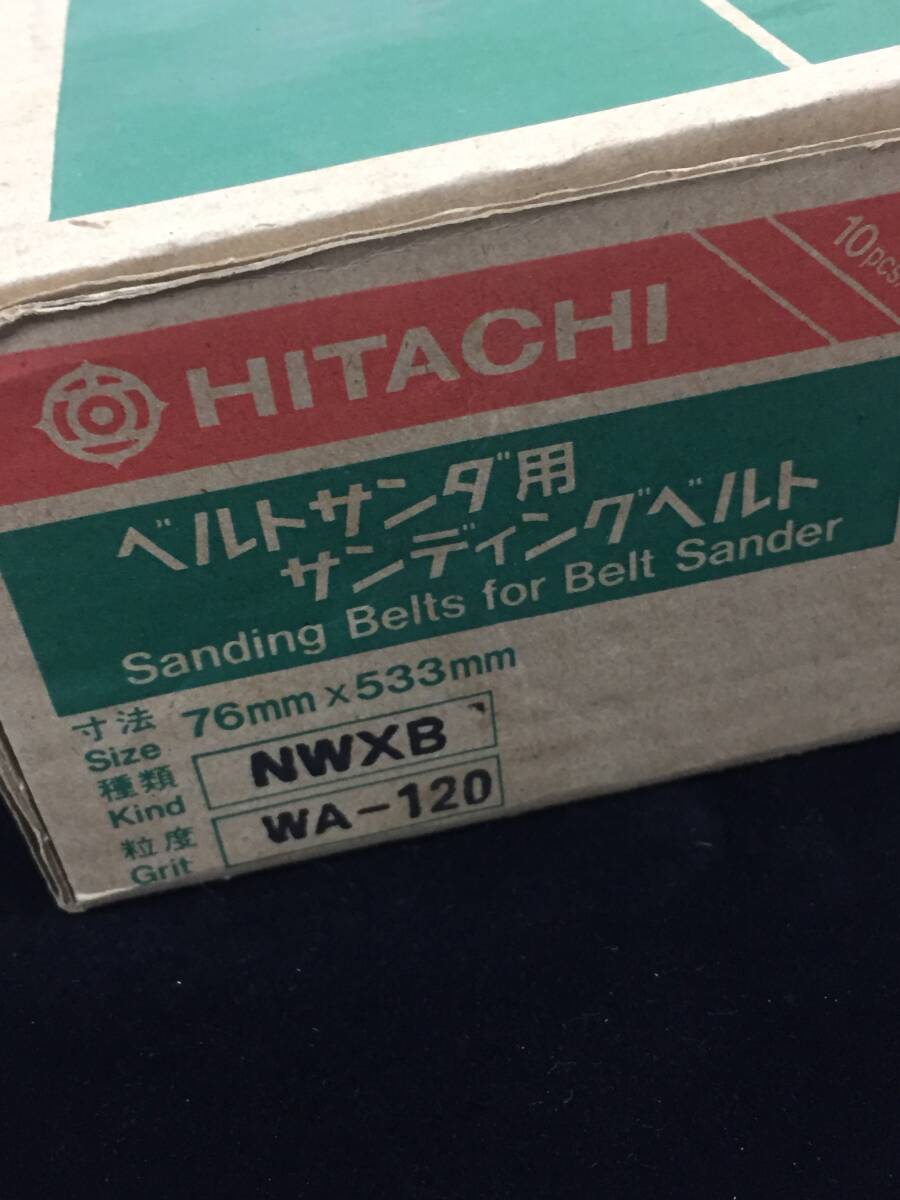 10pcs.
HITACHI
ベルトサンダ用
サンディングベルト
Sanding Belts for Belt Sander
寸法 76mm x 533mm
Size
種類 NWXB
Kind
粒度 WA-120
Grit